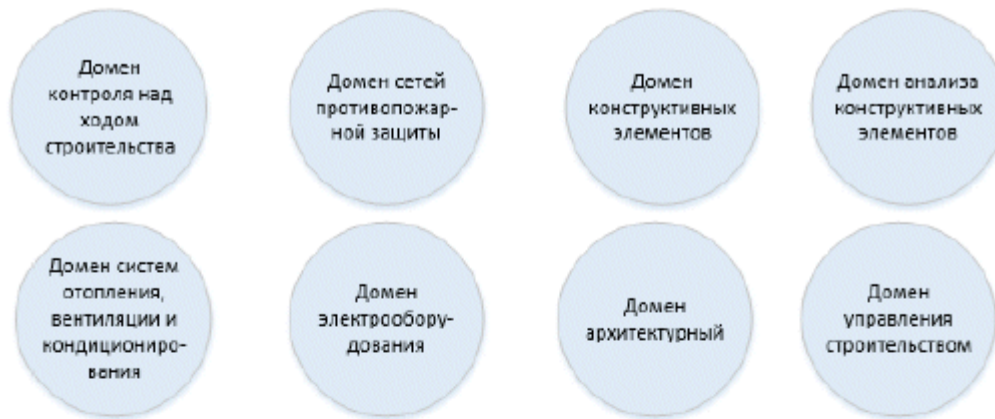 Домен
контроля над
ходом
строительства
Домен сетей
противопожар-
ной защиты
Домен
конструктивных
элементов
Домен анализа
конструктивных
элементов
Домен систем
отопления,
вентиляции и
кондициониро-
вания
Домен
электрообору-
дования
Домен
архитектурный
Домен
управления
строительством